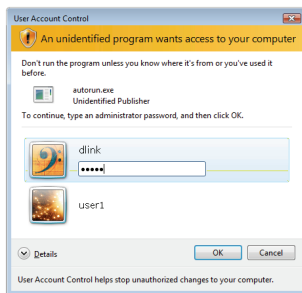 User Account Control
An unidentified program wants access to your computer
Don't run the program unless you know where it's from or you've used it
before.
autorun.exe
Unidentified Publisher
To continue, type an administrator password, and then click OK.
dlink
•••••
user1
Details
OK Cancel
User Account Control helps stop unauthorized changes to your computer.